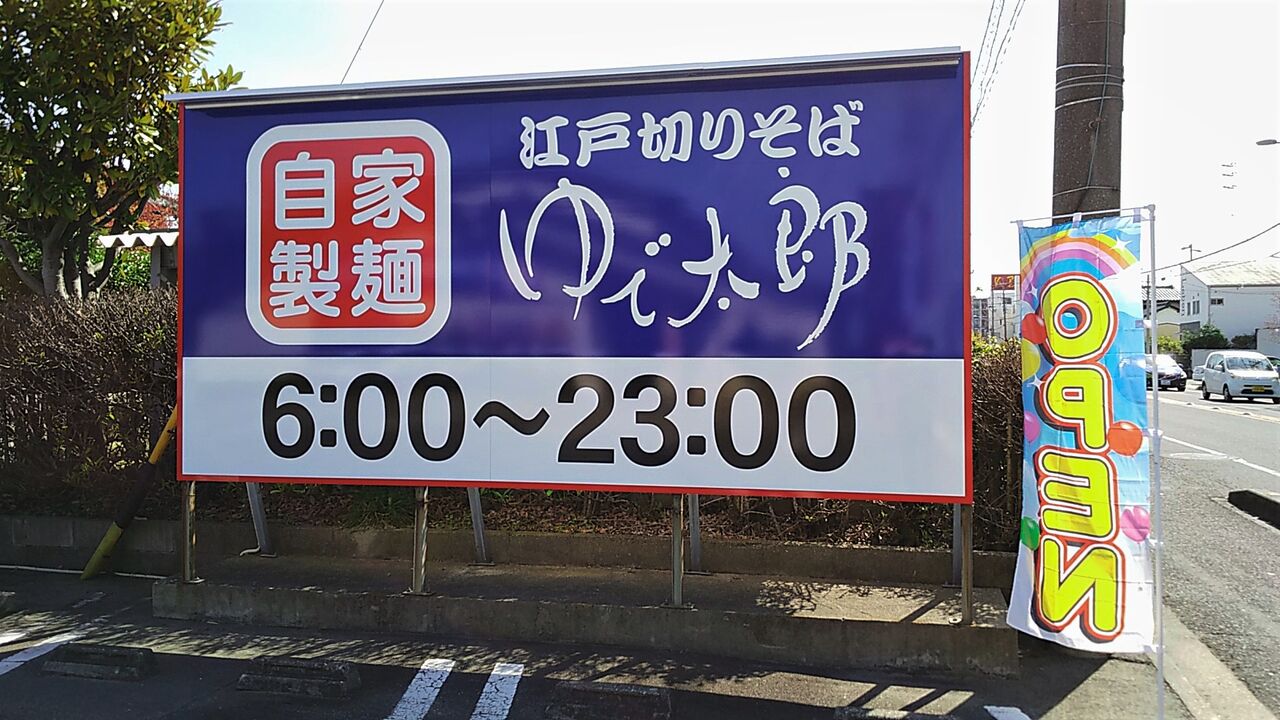 自家
製麺
江戸切りそば
ゆで太郎
6:00～23:00
OPEN